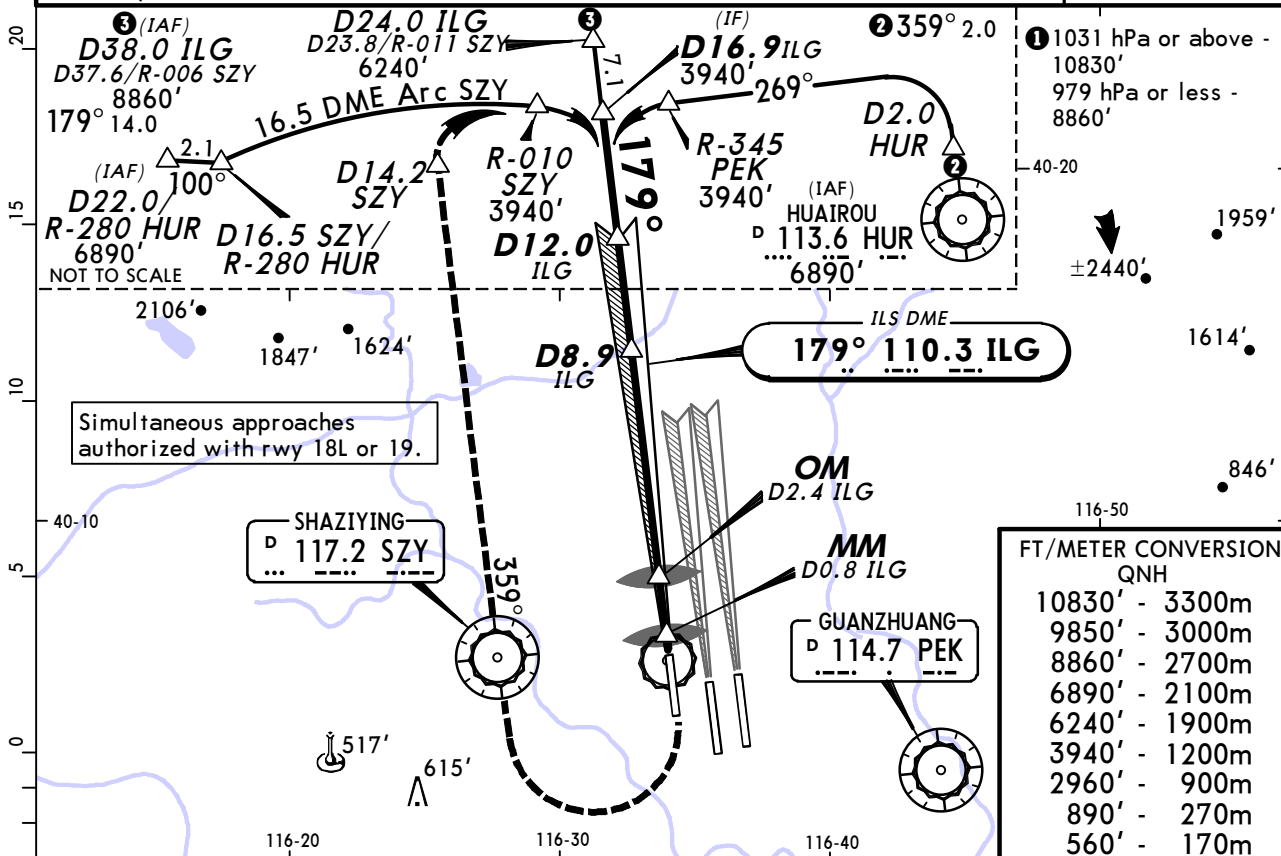 ❸ (IAF)
D38.0 ILG
D37.6/R-006 SZY
8860'
179° 14.0
D24.0 ILG
D23.8/R-011 SZY
6240'
❸
7.1
(IF)
D16.9 ILG
3940'
❷ 359° 2.0
❶ 1031 hPa or above -
10830'
979 hPa or less -
8860'
16.5 DME Arc SZY
269°
D2.0
HUR
❷
2.1
100°
(IAF)
D22.0/
R-280 HUR
6890'
D16.5 SZY/
R-280 HUR
D14.2
SZY
R-010
SZY
3940'
179°
R-345
PEK
3940'
(IAF)
HUAIROU
D 113.6 HUR
6890'
40-20
NOT TO SCALE
D12.0
ILG
1959'
±2440'
2106'
1847'
1624'
1614'
846'
D8.9
ILG
ILS DME
179° 110.3 ILG
Simultaneous approaches
authorized with rwy 18L or 19.
OM
D2.4 ILG
MM
D0.8 ILG
40-10
116-50
SHAZIYING
D 117.2 SZY
359°
GUANZHUANG
D 114.7 PEK
517'
615'
116-20
116-30
116-40
20
15
10
5
0
FT/METER CONVERSION
QNH
10830' - 3300m
9850' - 3000m
8860' - 2700m
6890' - 2100m
6240' - 1900m
3940' - 1200m
2960' - 900m
890' - 270m
560' - 170m